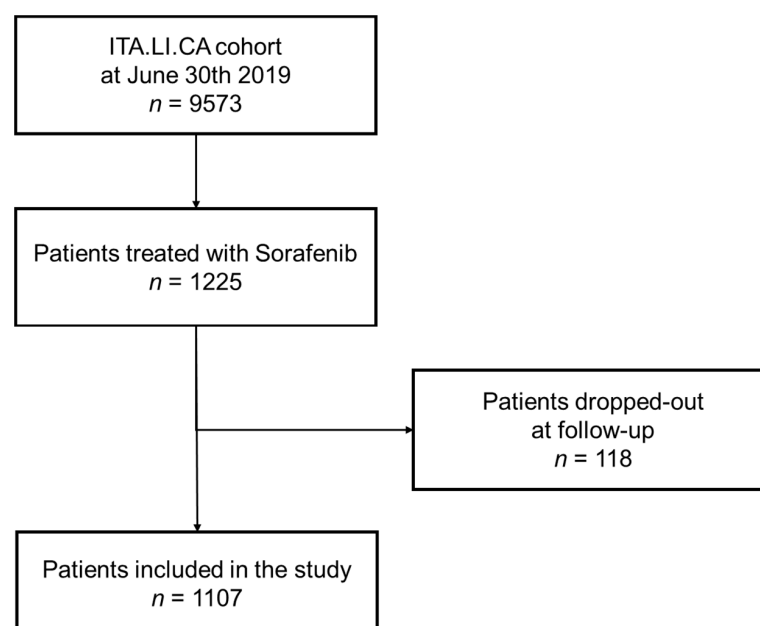 ITA.LI.CA cohort
at June 30th 2019
n = 9573
Patients treated with Sorafenib
n = 1225
Patients dropped-out
at follow-up
n = 118
Patients included in the study
n = 1107